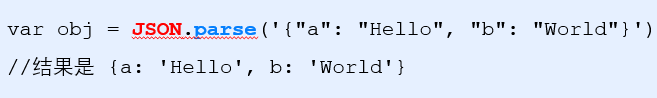 var obj = JSON.parse('{"a": "Hello", "b": "World"}')
//结果是 {a: 'Hello', b: 'World'}